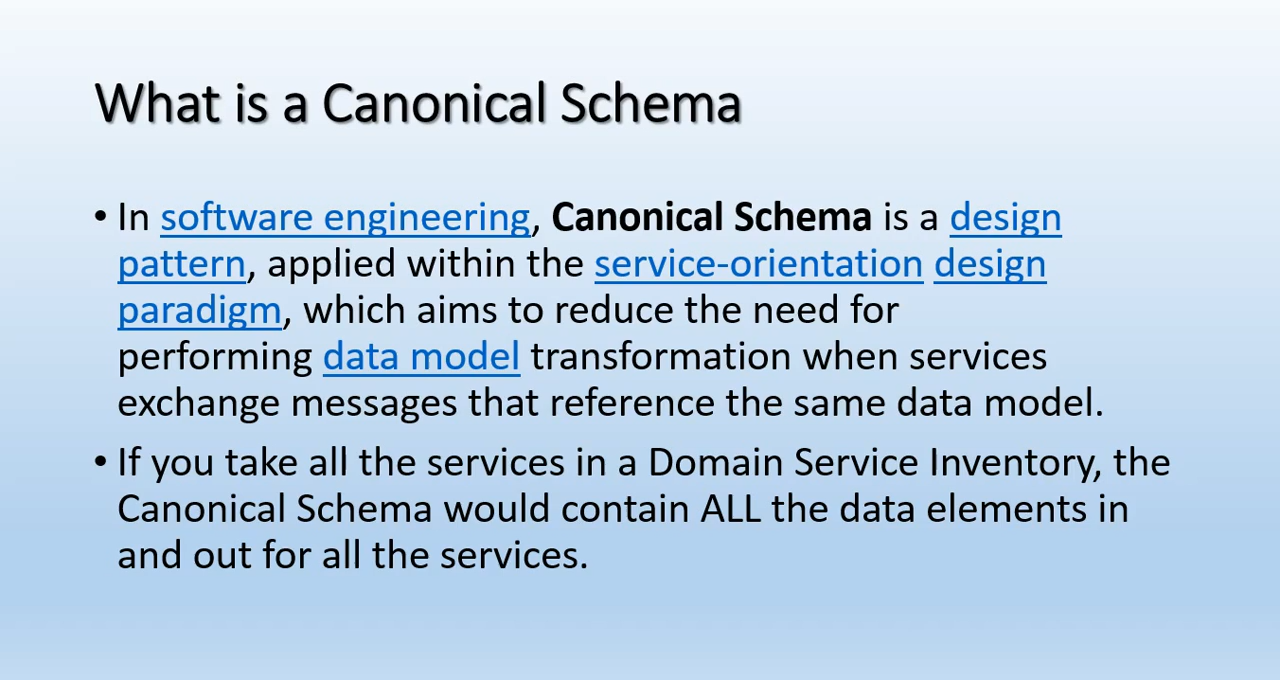 What is a Canonical Schema
• In software engineering, Canonical Schema is a design
pattern, applied within the service-orientation design
paradigm, which aims to reduce the need for
performing data model transformation when services
exchange messages that reference the same data model.
• If you take all the services in a Domain Service Inventory, the
Canonical Schema would contain ALL the data elements in
and out for all the services.